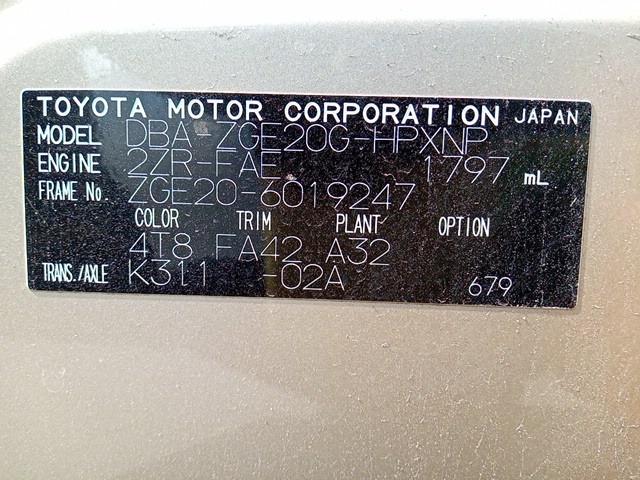 TOYOTA MOTOR CORPORATION JAPAN
MODEL DBA-ZGE20G-HPXNP
ENGINE 2ZR-FAE 1797 mL
FRAME No. ZGE20-6019247
COLOR TRIM PLANT OPTION
4T8 FA42 A32
TRANS./AXLE K311 -02A 679